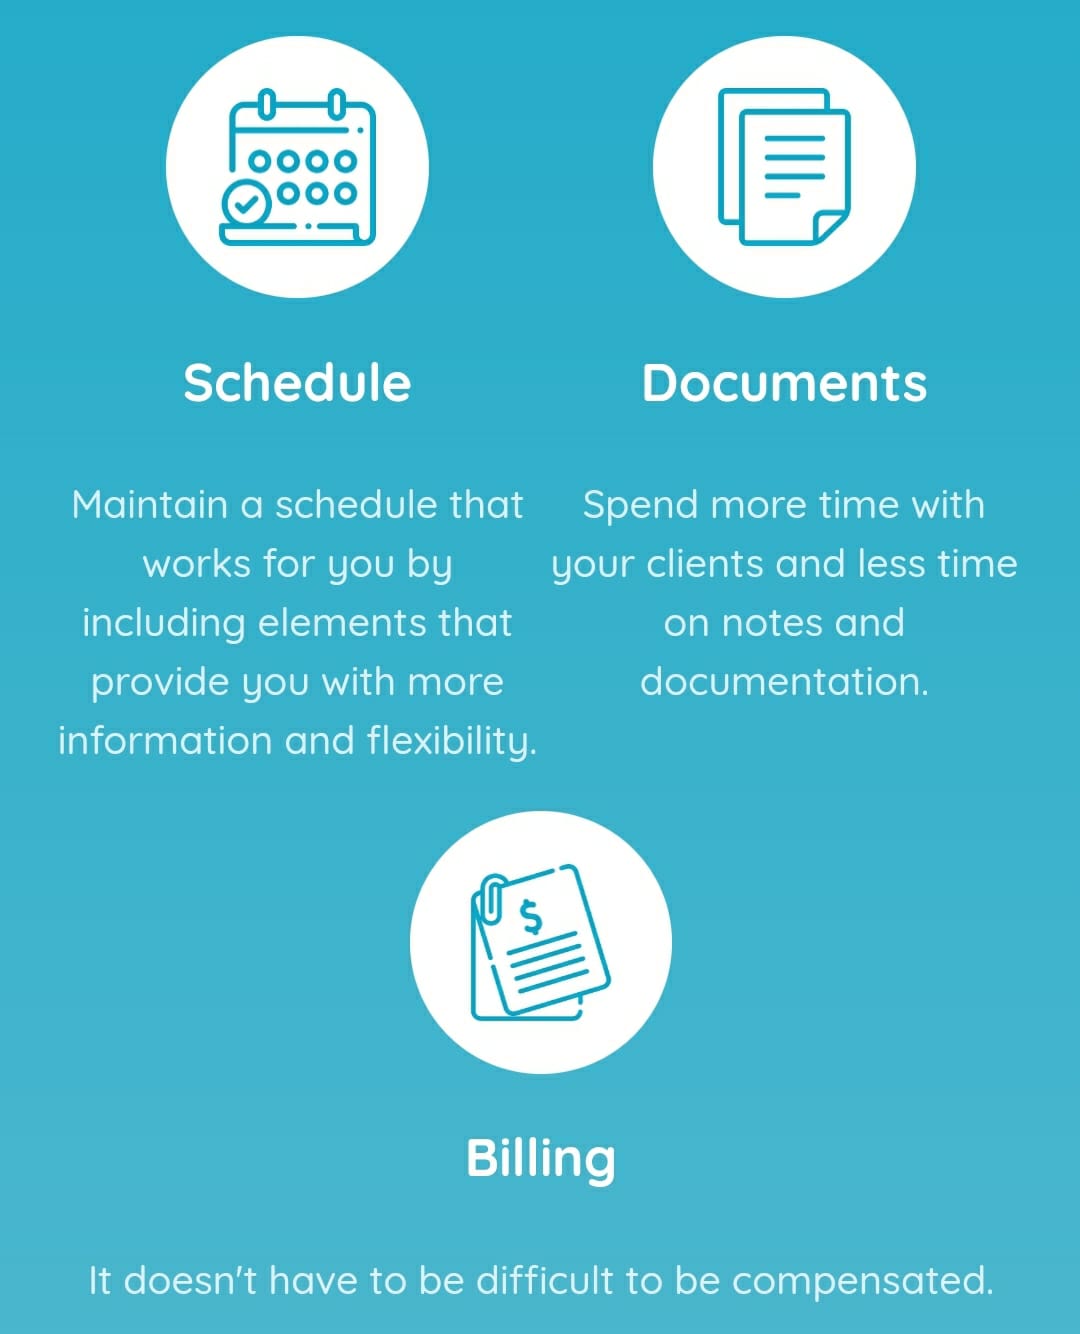 Schedule
Maintain a schedule that
works for you by
including elements that
provide you with more
information and flexibility.
Documents
Spend more time with
your clients and less time
on notes and
documentation.
$
Billing
It doesn't have to be difficult to be compensated.